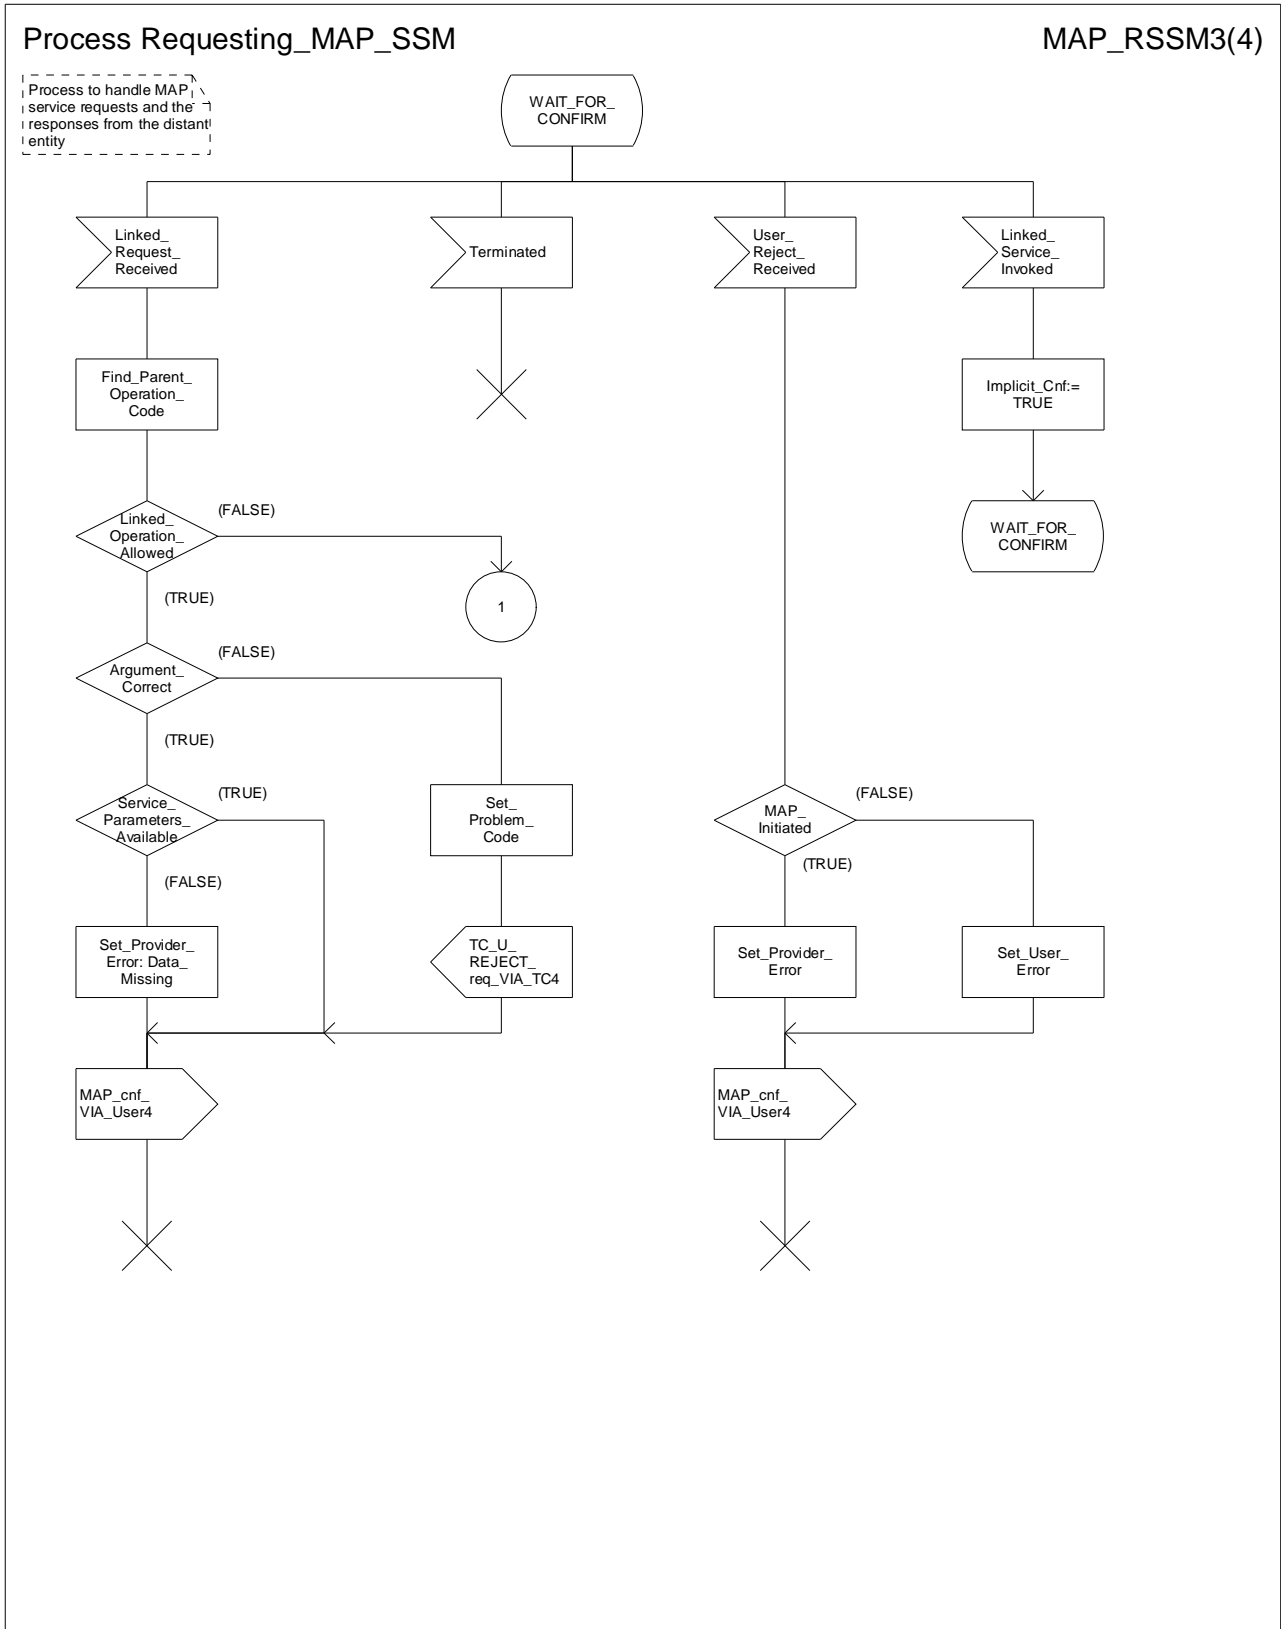 Process Requesting_MAP_SSM
MAP_RSSM3(4)
Process to handle MAP
service requests and the
responses from the distant
entity
WAIT_FOR_
CONFIRM
Linked_
Request_
Received
Terminated
User_
Reject_
Received
Linked_
Service_
Invoked
Find_Parent_
Operation_
Code
Implicit_Cnf:=
TRUE
Linked_
Operation_
Allowed
(FALSE)
WAIT_FOR_
CONFIRM
(TRUE)
1
Argument_
Correct
(FALSE)
(TRUE)
Service_
Parameters_
Available
(TRUE)
Set_
Problem_
Code
MAP_
Initiated
(FALSE)
(FALSE)
(TRUE)
Set_Provider_
Error: Data_
Missing
TC_U_
REJECT_
req_VIA_TC4
Set_Provider_
Error
Set_User_
Error
MAP_cnf_
VIA_User4
MAP_cnf_
VIA_User4